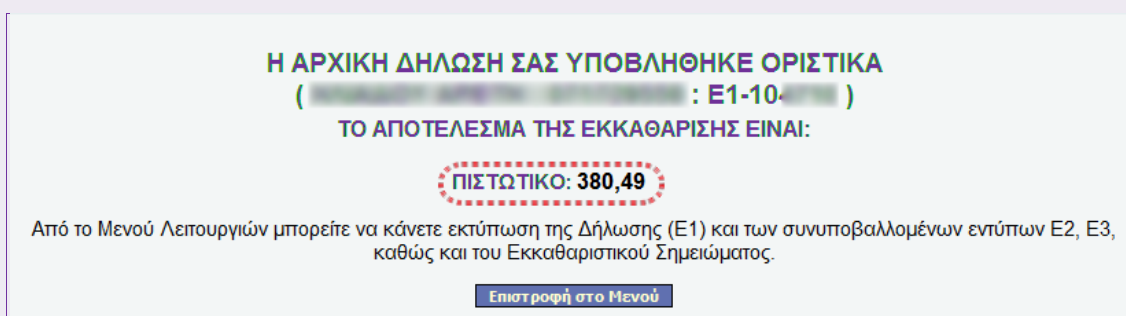 Η ΑΡΧΙΚΗ ΔΗΛΩΣΗ ΣΑΣ ΥΠΟΒΛΗΘΗΚΕ ΟΡΙΣΤΙΚΑ
( : E1-104 )
ΤΟ ΑΠΟΤΕΛΕΣΜΑ ΤΗΣ ΕΚΚΑΘΑΡΙΣΗΣ ΕΙΝΑΙ:
ΠΙΣΤΩΤΙΚΟ: 380,49
Από το Μενού Λειτουργιών μπορείτε να κάνετε εκτύπωση της Δήλωσης (Ε1) και των συνυποβαλλομένων εντύπων Ε2, Ε3,
καθώς και του Εκκαθαριστικού Σημειώματος.
Επιστροφή στο Μενού